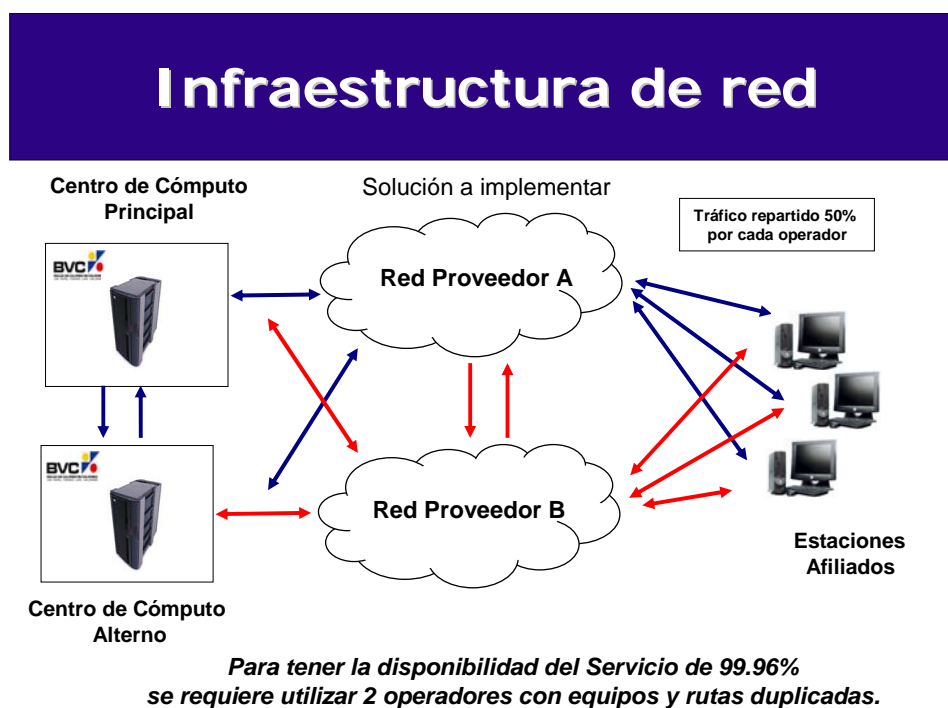 Infraestructura de red
Centro de Cómputo
Principal
Solución a implementar
Tráfico repartido 50%
por cada operador
BVC
Red Proveedor A
BVC
Red Proveedor B
Estaciones
Afiliados
Centro de Cómputo
Alterno
Para tener la disponibilidad del Servicio de 99.96%
se requiere utilizar 2 operadores con equipos y rutas duplicadas.